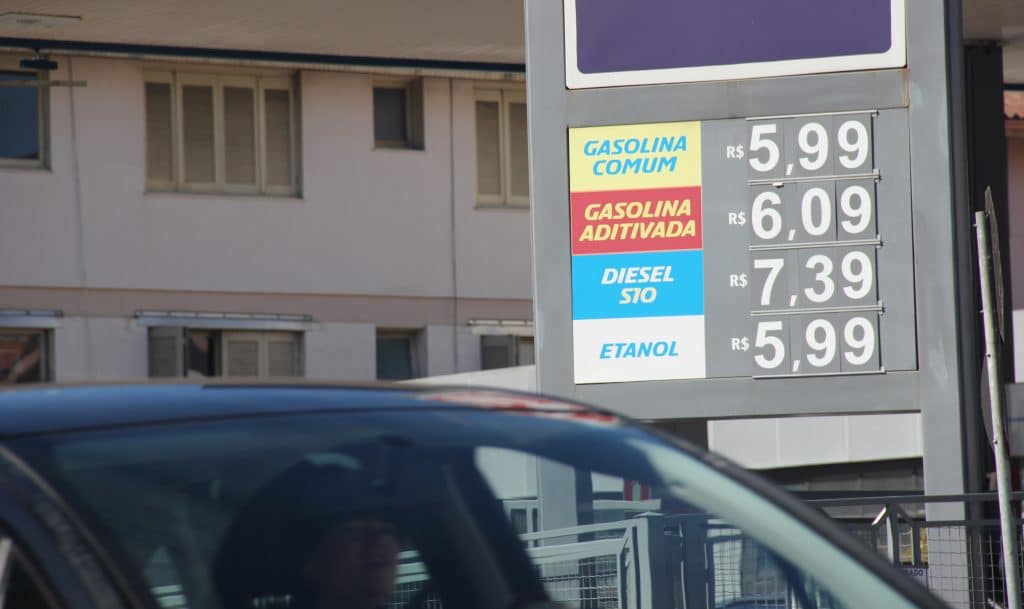 GASOLINA
COMUM
R$ 5,99
GASOLINA
ADITIVADA
R$ 6,09
DIESEL
S10
R$ 7,39
ETANOL
R$ 5,99